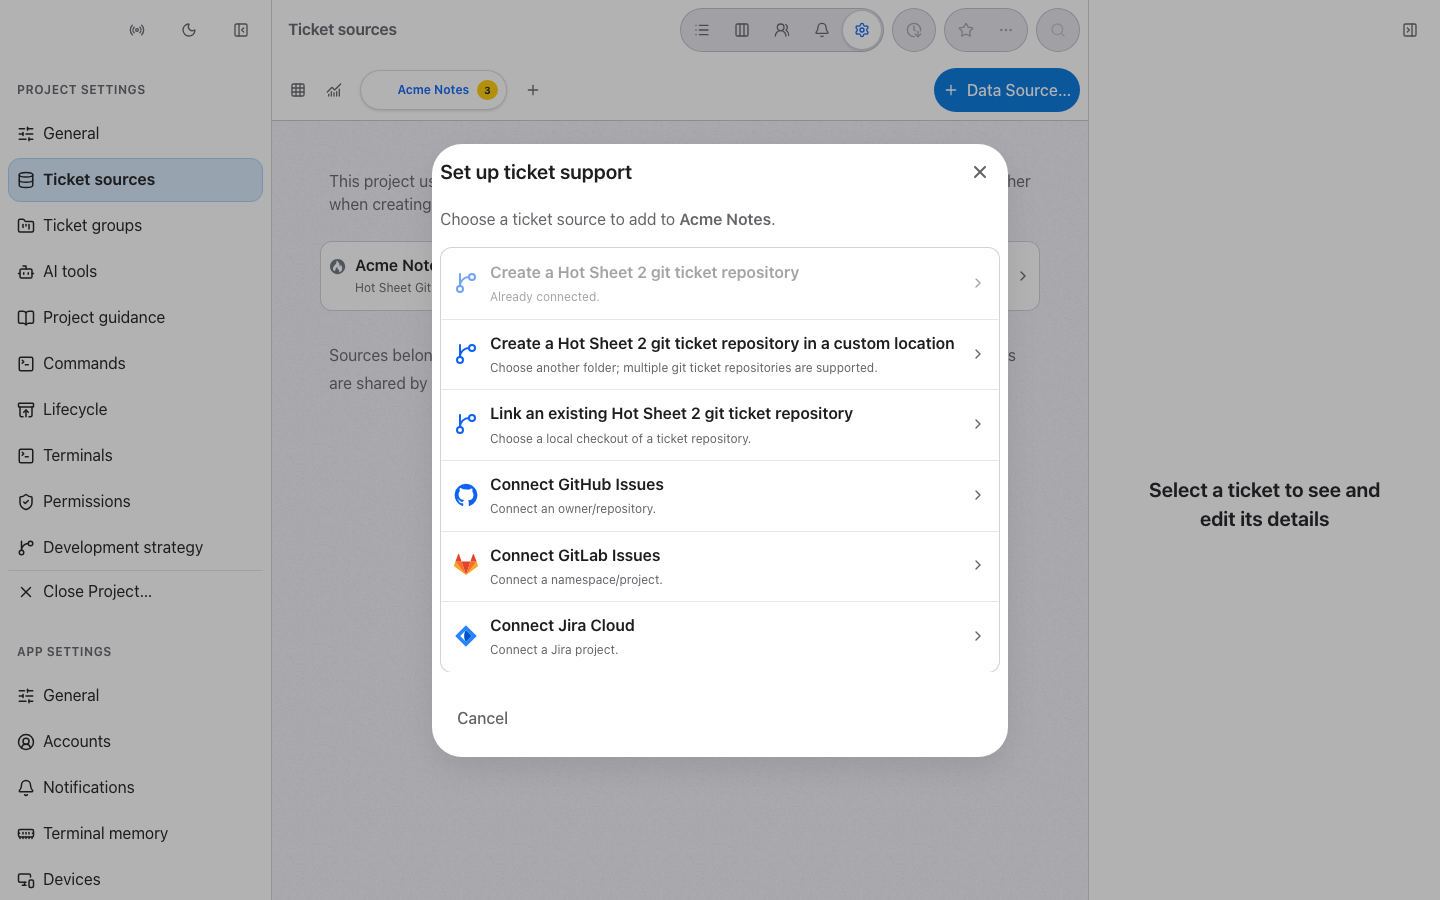 Ticket sources
PROJECT SETTINGS
General
Ticket sources
Ticket groups
AI tools
Project guidance
Commands
Lifecycle
Terminals
Permissions
Development strategy
Close Project...
APP SETTINGS
General
Accounts
Notifications
Terminal memory
Devices
Acme Notes 3
Data Source...
This project
when creating
Acme
Hot Sheet Git
Sources
are shared by
Set up ticket support
Choose a ticket source to add to Acme Notes.
Create a Hot Sheet 2 git ticket repository
Already connected.
Create a Hot Sheet 2 git ticket repository in a custom location
Choose another folder; multiple git ticket repositories are supported.
Link an existing Hot Sheet 2 git ticket repository
Choose a local checkout of a ticket repository.
Connect GitHub Issues
Connect an owner/repository.
Connect GitLab Issues
Connect a namespace/project.
Connect Jira Cloud
Connect a Jira project.
Cancel
Select a ticket to see and
edit its details